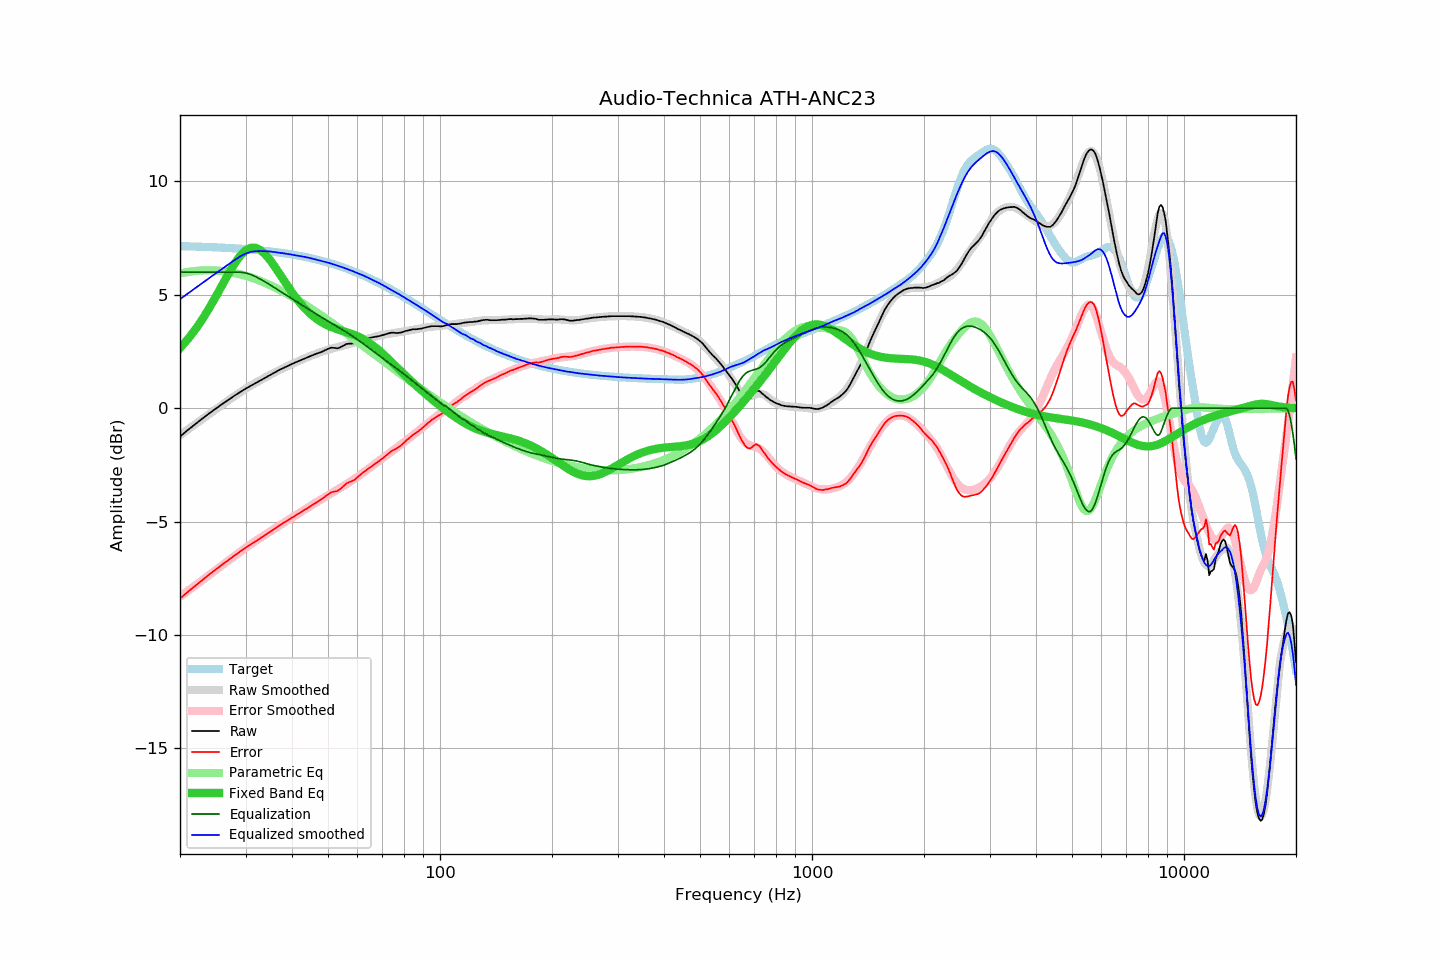 Audio-Technica ATH-ANC23
Amplitude (dBr)
10
5
0
−5
−10
−15
Target
Raw Smoothed
Error Smoothed
Raw
Error
Parametric Eq
Fixed Band Eq
Equalization
Equalized smoothed
100
1000
10000
Frequency (Hz)